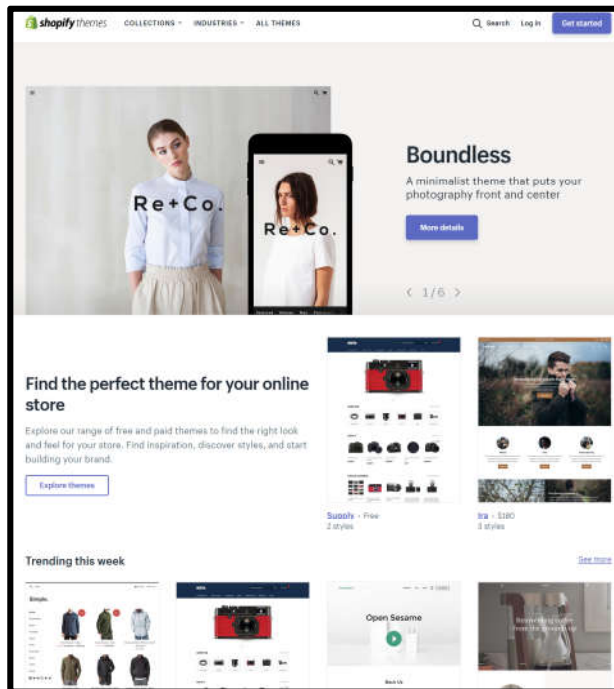 shopify themes COLLECTIONS INDUSTRIES ALL THEMES Search Log in Get started
Re+Co.
Re+Co.
Boundless
A minimalist theme that puts your
photography front and center
More details
< 1/6 >
Find the perfect theme for your online
store
Explore our range of free and paid themes to find the right look
and feel for your store. Find inspiration, discover styles, and start
building your brand.
Explore themes
Supply • Free
2 styles
Ira • $180
3 styles
Trending this week
See more
Simple.
Open Sesame
Back Us